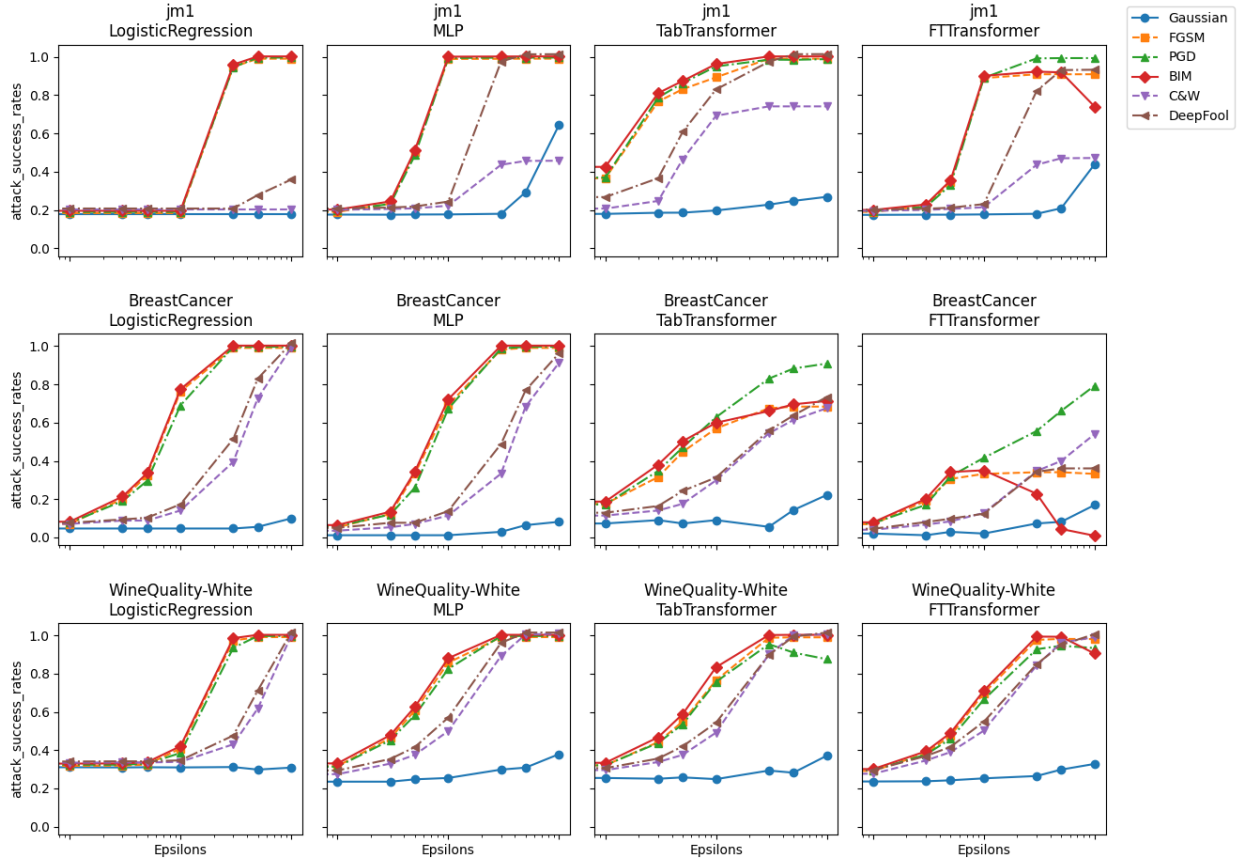 jm1
LogisticRegression
jm1
MLP
jm1
TabTransformer
jm1
FTTransformer
Gaussian
FGSM
PGD
BIM
C&W
DeepFool
attack_success_rates
1.0
0.8
0.6
0.4
0.2
0.0
BreastCancer
LogisticRegression
BreastCancer
MLP
BreastCancer
TabTransformer
BreastCancer
FTTransformer
attack_success_rates
1.0
0.8
0.6
0.4
0.2
0.0
WineQuality-White
LogisticRegression
WineQuality-White
MLP
WineQuality-White
TabTransformer
WineQuality-White
FTTransformer
attack_success_rates
1.0
0.8
0.6
0.4
0.2
0.0
Epsilons
Epsilons
Epsilons
Epsilons